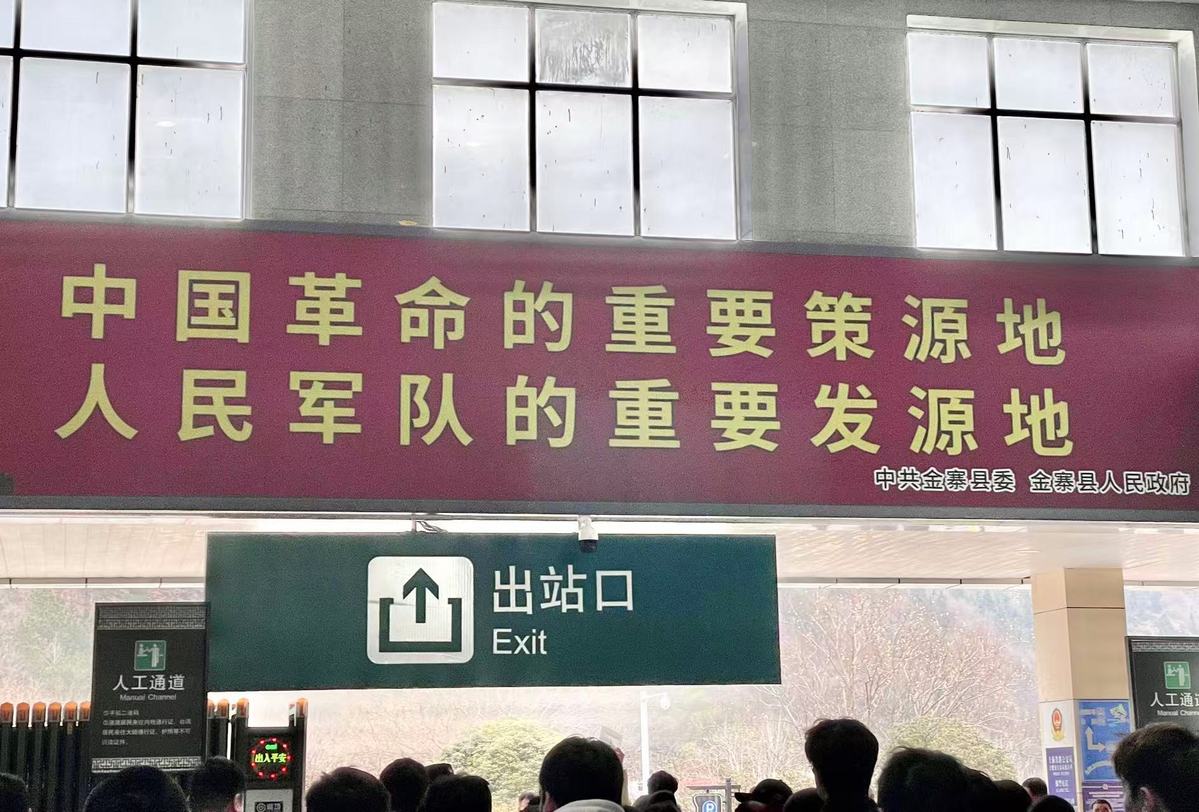 中国革命的重要策源地
人民军队的重要发源地
中共金寨县委 金寨县人民政府
出站口
Exit
人工通道
Manual Channel
出入平安
人工通
Manual Cha